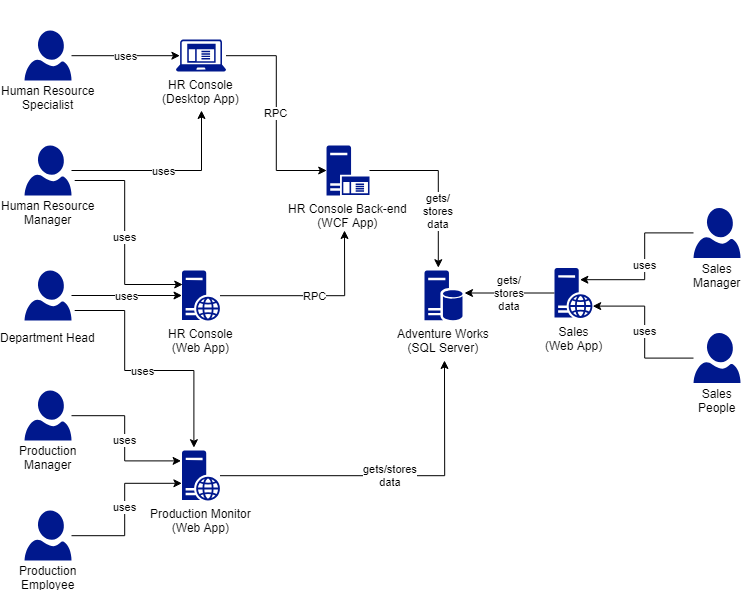 uses
Human Resource
Specialist
HR Console
(Desktop App)
RPC
uses
Human Resource
Manager
uses
HR Console Back-end
(WCF App)
gets/
stores
data
uses
Department Head
HR Console
(Web App)
RPC
uses
Adventure Works
(SQL Server)
gets/
stores
data
Sales
(Web App)
uses
Sales
Manager
uses
Sales
People
uses
Production
Manager
Production Monitor
(Web App)
gets/stores
data
uses
Production
Employee